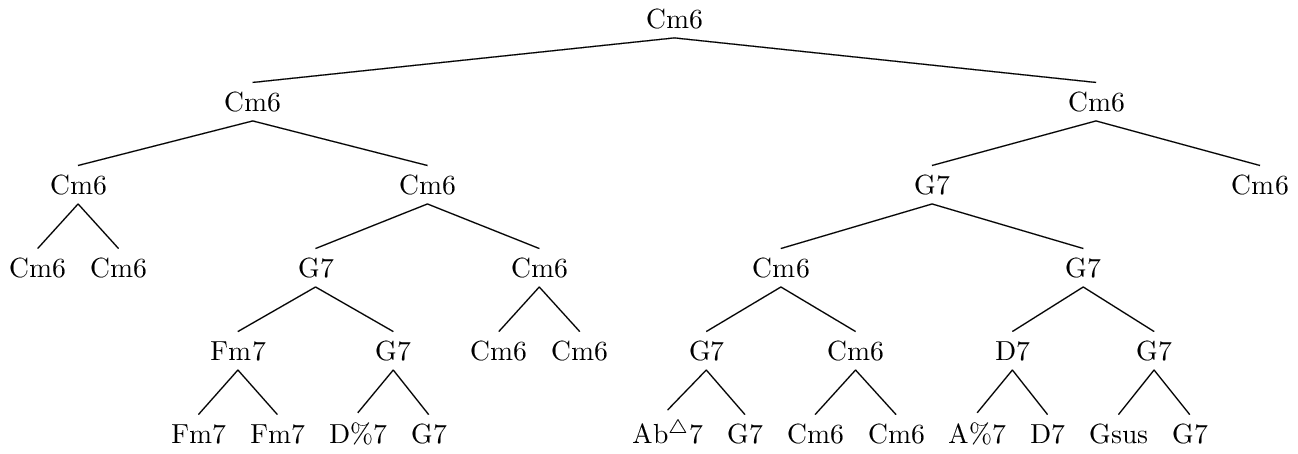 Cm6
Cm6 Cm6
Cm6 Cm6 G7 Cm6
Cm6 Cm6 G7 Cm6 Cm6 G7
Fm7 G7 Cm6 Cm6 G7 Cm6 D7 G7
Fm7 Fm7 D%7 G7 Ab△7 G7 Cm6 Cm6 A%7 D7 Gsus G7